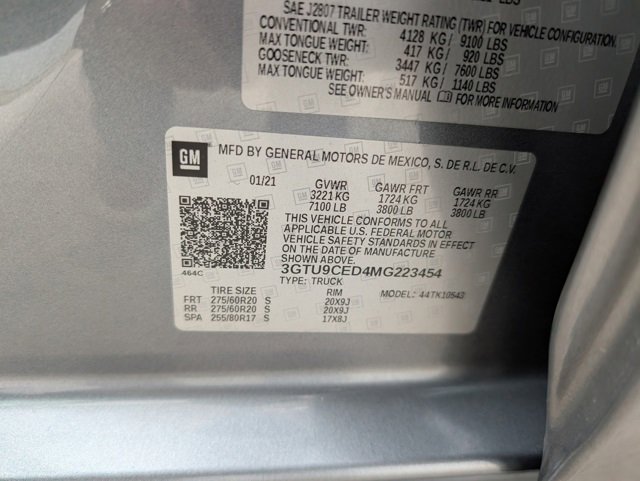 SAE J2807 TRAILER WEIGHT RATING (TWR) FOR VEHICLE CONFIGURATION.
CONVENTIONAL TWR: 4128 KG / 9100 LBS
MAX TONGUE WEIGHT: 417 KG / 920 LBS
GOOSENECK TWR: 3447 KG / 7600 LBS
MAX TONGUE WEIGHT: 517 KG / 1140 LBS
SEE OWNER'S MANUAL FOR MORE INFORMATION
GM MFD BY GENERAL MOTORS DE MEXICO, S. DE R.L. DE C.V.
01/21 GVWR GAWR FRT GAWR RR
3221 KG 1724 KG 1724 KG
7100 LB 3800 LB 3800 LB
THIS VEHICLE CONFORMS TO ALL
APPLICABLE U.S. FEDERAL MOTOR
VEHICLE SAFETY STANDARDS IN EFFECT
ON THE DATE OF MANUFACTURE
464C 3GTU9CED4MG223454
TYPE: TRUCK
TIRE SIZE RIM MODEL: 44TK10543
FRT 275/60R20 S 20X9J
RR 275/60R20 S 20X9J
SPA 255/80R17 S 17X8J